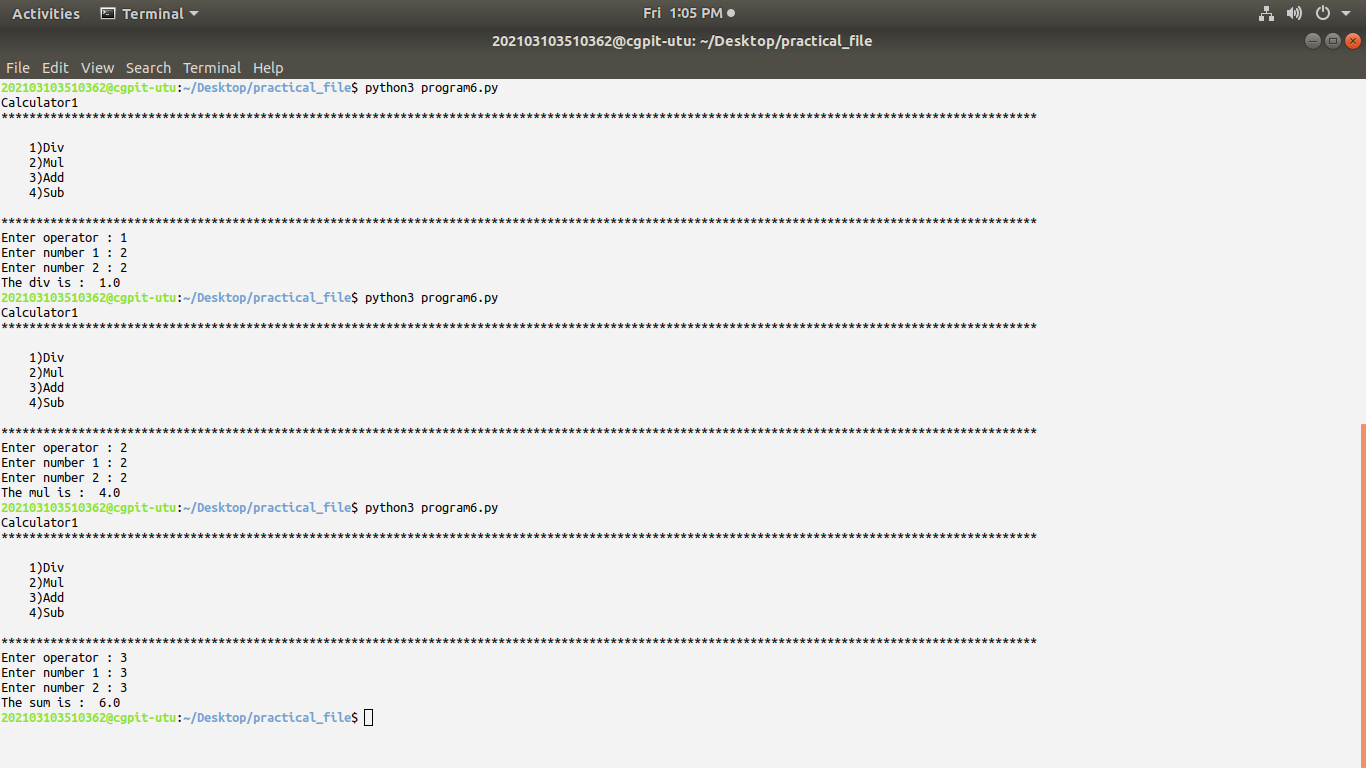 Activities Terminal Fri 1:05 PM
202103103510362@cgpit-utu: ~/Desktop/practical_file
File Edit View Search Terminal Help
202103103510362@cgpit-utu:~/Desktop/practical_file$ python3 program6.py
Calculator1
****************************************************************************************************************************************************
    1)Div
    2)Mul
    3)Add
    4)Sub
****************************************************************************************************************************************************
Enter operator : 1
Enter number 1 : 2
Enter number 2 : 2
The div is :  1.0
202103103510362@cgpit-utu:~/Desktop/practical_file$ python3 program6.py
Calculator1
****************************************************************************************************************************************************
    1)Div
    2)Mul
    3)Add
    4)Sub
****************************************************************************************************************************************************
Enter operator : 2
Enter number 1 : 2
Enter number 2 : 2
The mul is :  4.0
202103103510362@cgpit-utu:~/Desktop/practical_file$ python3 program6.py
Calculator1
****************************************************************************************************************************************************
    1)Div
    2)Mul
    3)Add
    4)Sub
****************************************************************************************************************************************************
Enter operator : 3
Enter number 1 : 3
Enter number 2 : 3
The sum is :  6.0
202103103510362@cgpit-utu:~/Desktop/practical_file$